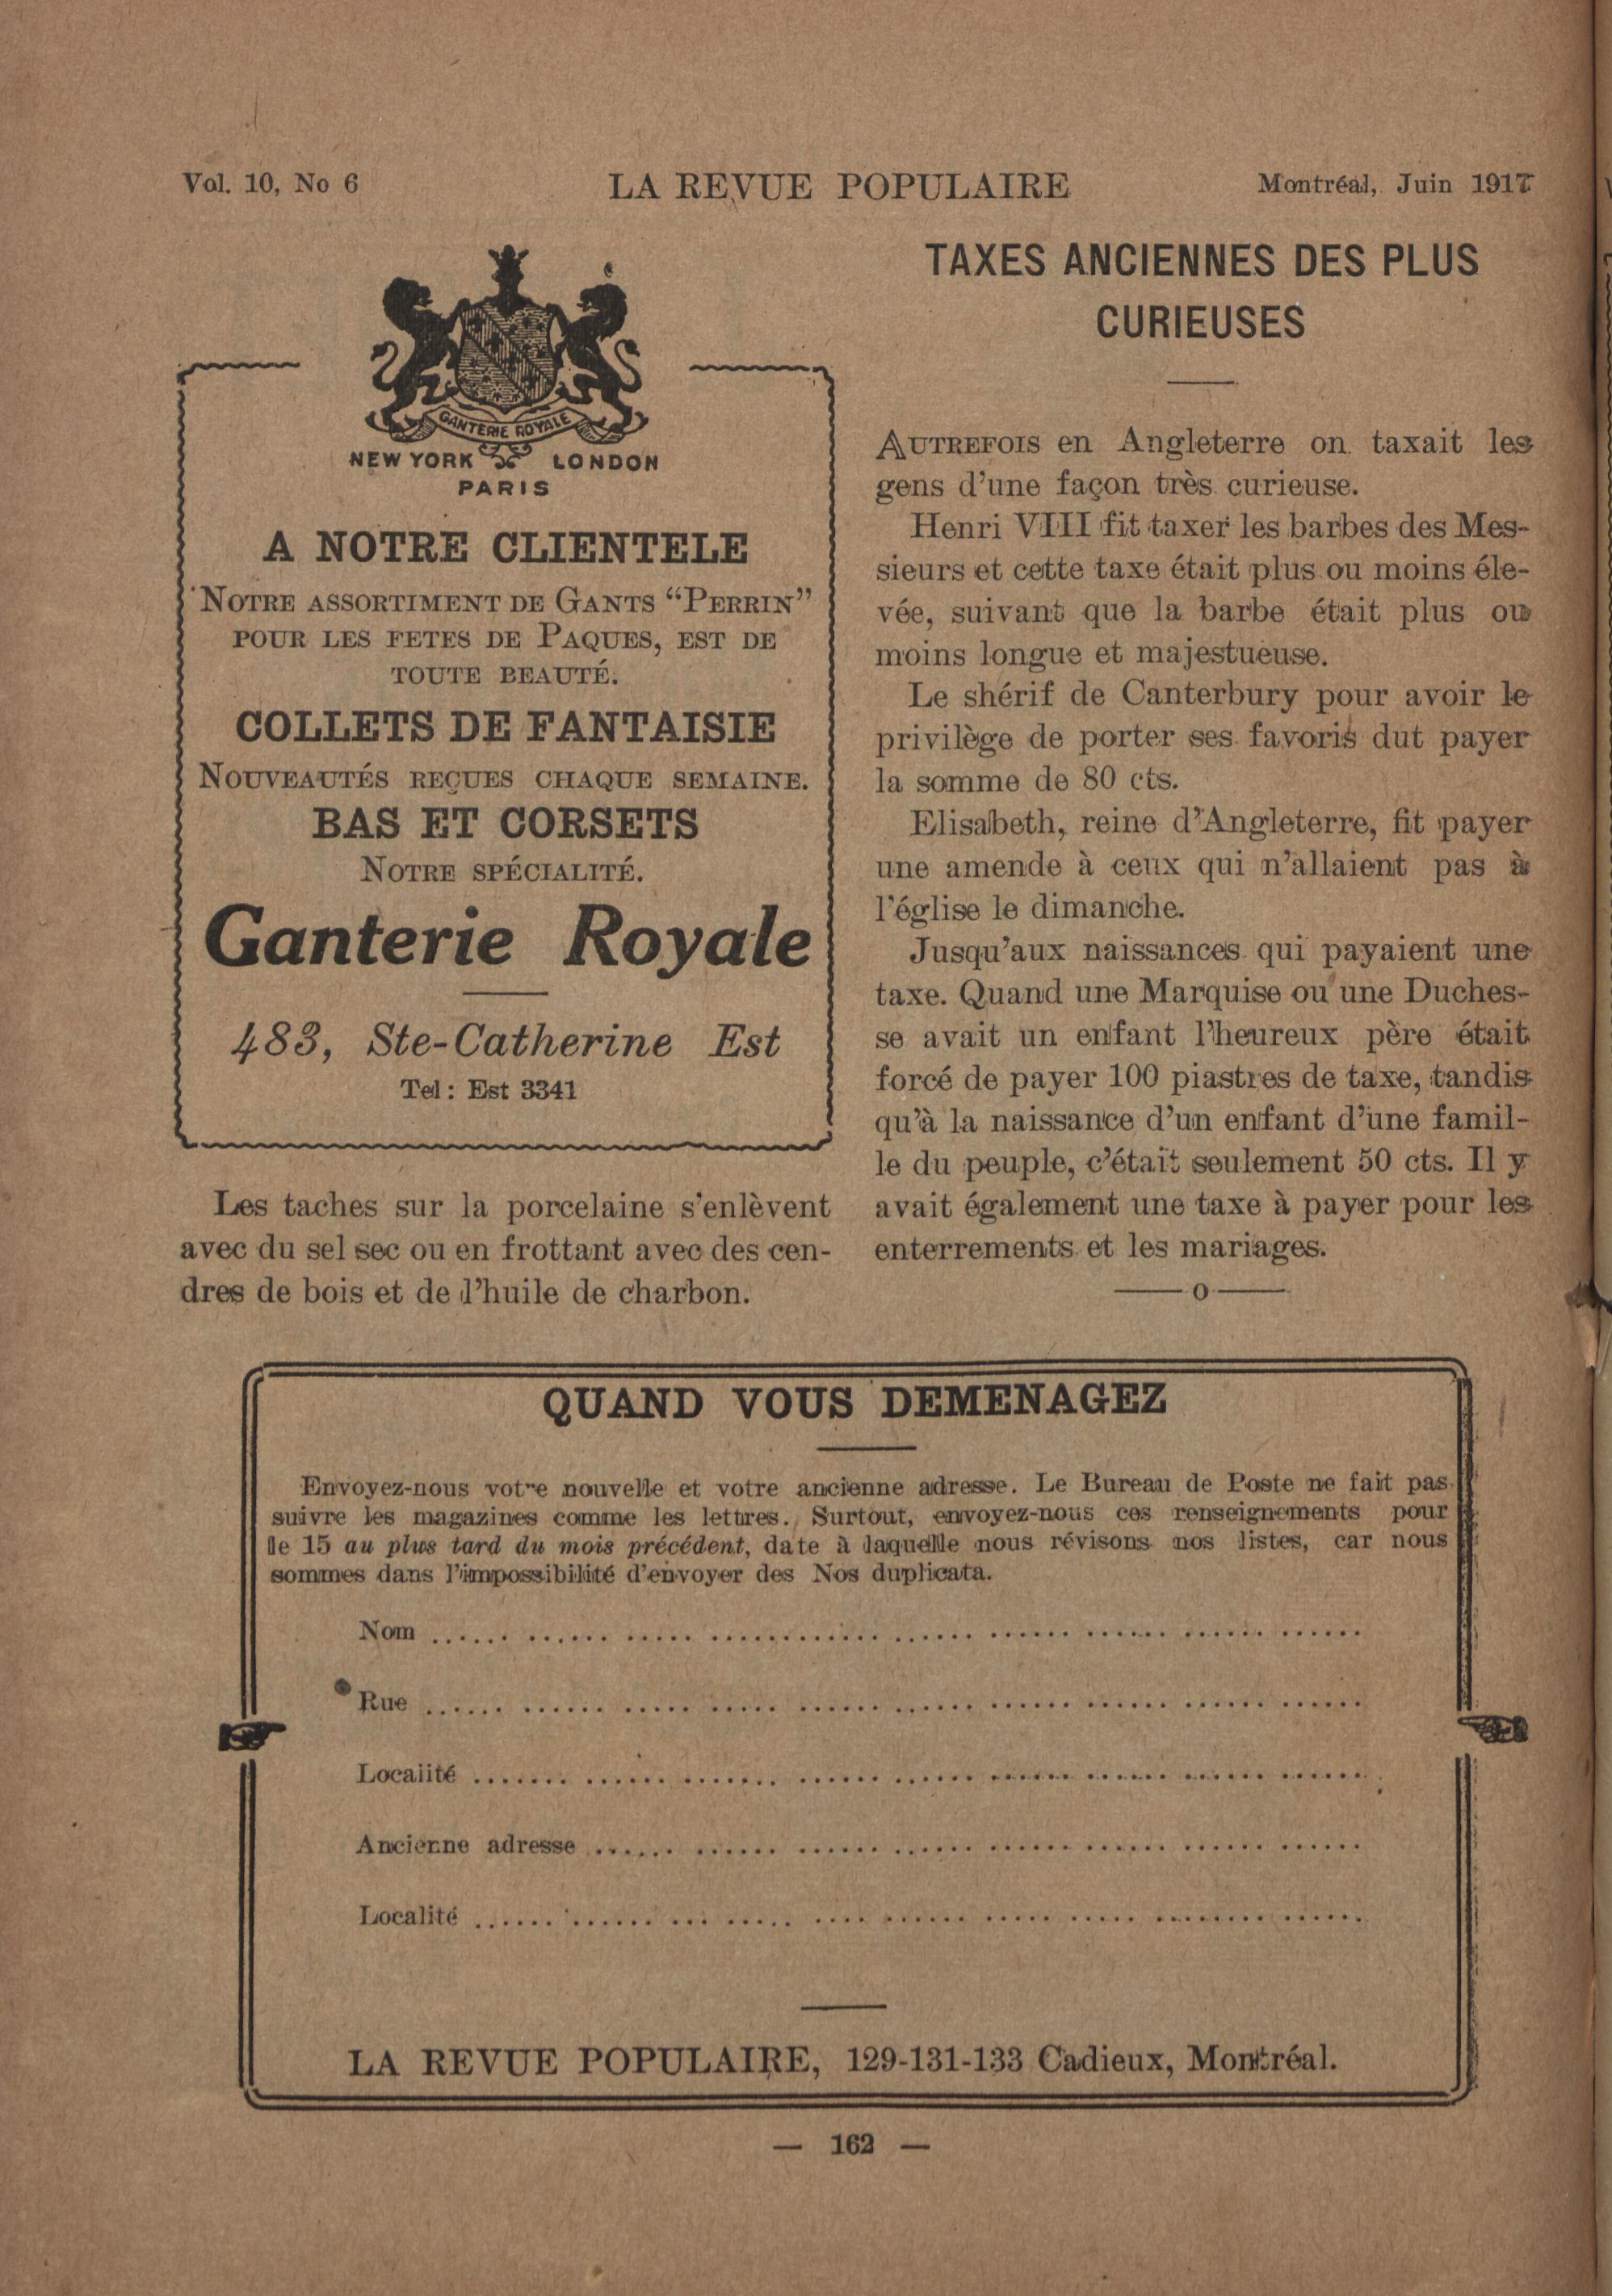 Vol. 10, No 6
LA REVUE POPULAIRE
Montréal, Juin 1917
GANTERIE ROYALE
NEW YORK LONDON
PARIS
A NOTRE CLIENTELE
NOTRE ASSORTIMENT DE GANTS “PERRIN”
POUR LES FETES DE PAQUES, EST DE
TOUTE BEAUTÉ.
COLLETS DE FANTAISIE
NOUVEAUTÉS REÇUES CHAQUE SEMAINE.
BAS ET CORSETS
NOTRE SPÉCIALITÉ.
Ganterie Royale
483, Ste-Catherine Est
Tel : Est 3341
Les taches sur la porcelaine s'enlèvent
avec du sel sec ou en frottant avec des cen-
dres de bois et de l'huile de charbon.
TAXES ANCIENNES DES PLUS
CURIEUSES
AUTREFOIS en Angleterre on taxait les
gens d'une façon très curieuse.
Henri VIII fit taxer les barbes des Mes-
sieurs et cette taxe était plus ou moins éle-
vée, suivant que la barbe était plus ou
moins longue et majestueuse.
Le shérif de Canterbury pour avoir le
privilège de porter ses favoris dut payer
la somme de 80 cts.
Elisabeth, reine d'Angleterre, fit payer
une amende à ceux qui n'allaient pas à
l'église le dimanche.
Jusqu'aux naissances qui payaient une
taxe. Quand une Marquise ou une Duches-
se avait un enfant l'heureux père était
forcé de payer 100 piastres de taxe, tandis
qu'à la naissance d'un enfant d'une famil-
le du peuple, c'était seulement 50 cts. Il y
avait également une taxe à payer pour les
enterrements et les mariages.
—— o ——
QUAND VOUS DEMENAGEZ
Envoyez-nous votre nouvelle et votre ancienne adresse. Le Bureau de Poste ne fait pas
suivre les magazines comme les lettres. Surtout, envoyez-nous ces renseignements pour
le 15 au plus tard du mois précédent, date à laquelle nous révisons nos listes, car nous
sommes dans l'impossibilité d'envoyer des Nos duplicata.
Nom ..................................................
Rue ..................................................
Localité ..................................................
Ancienne adresse ..................................................
Localité ..................................................
LA REVUE POPULAIRE, 129-131-133 Cadieux, Montréal.
— 162 —